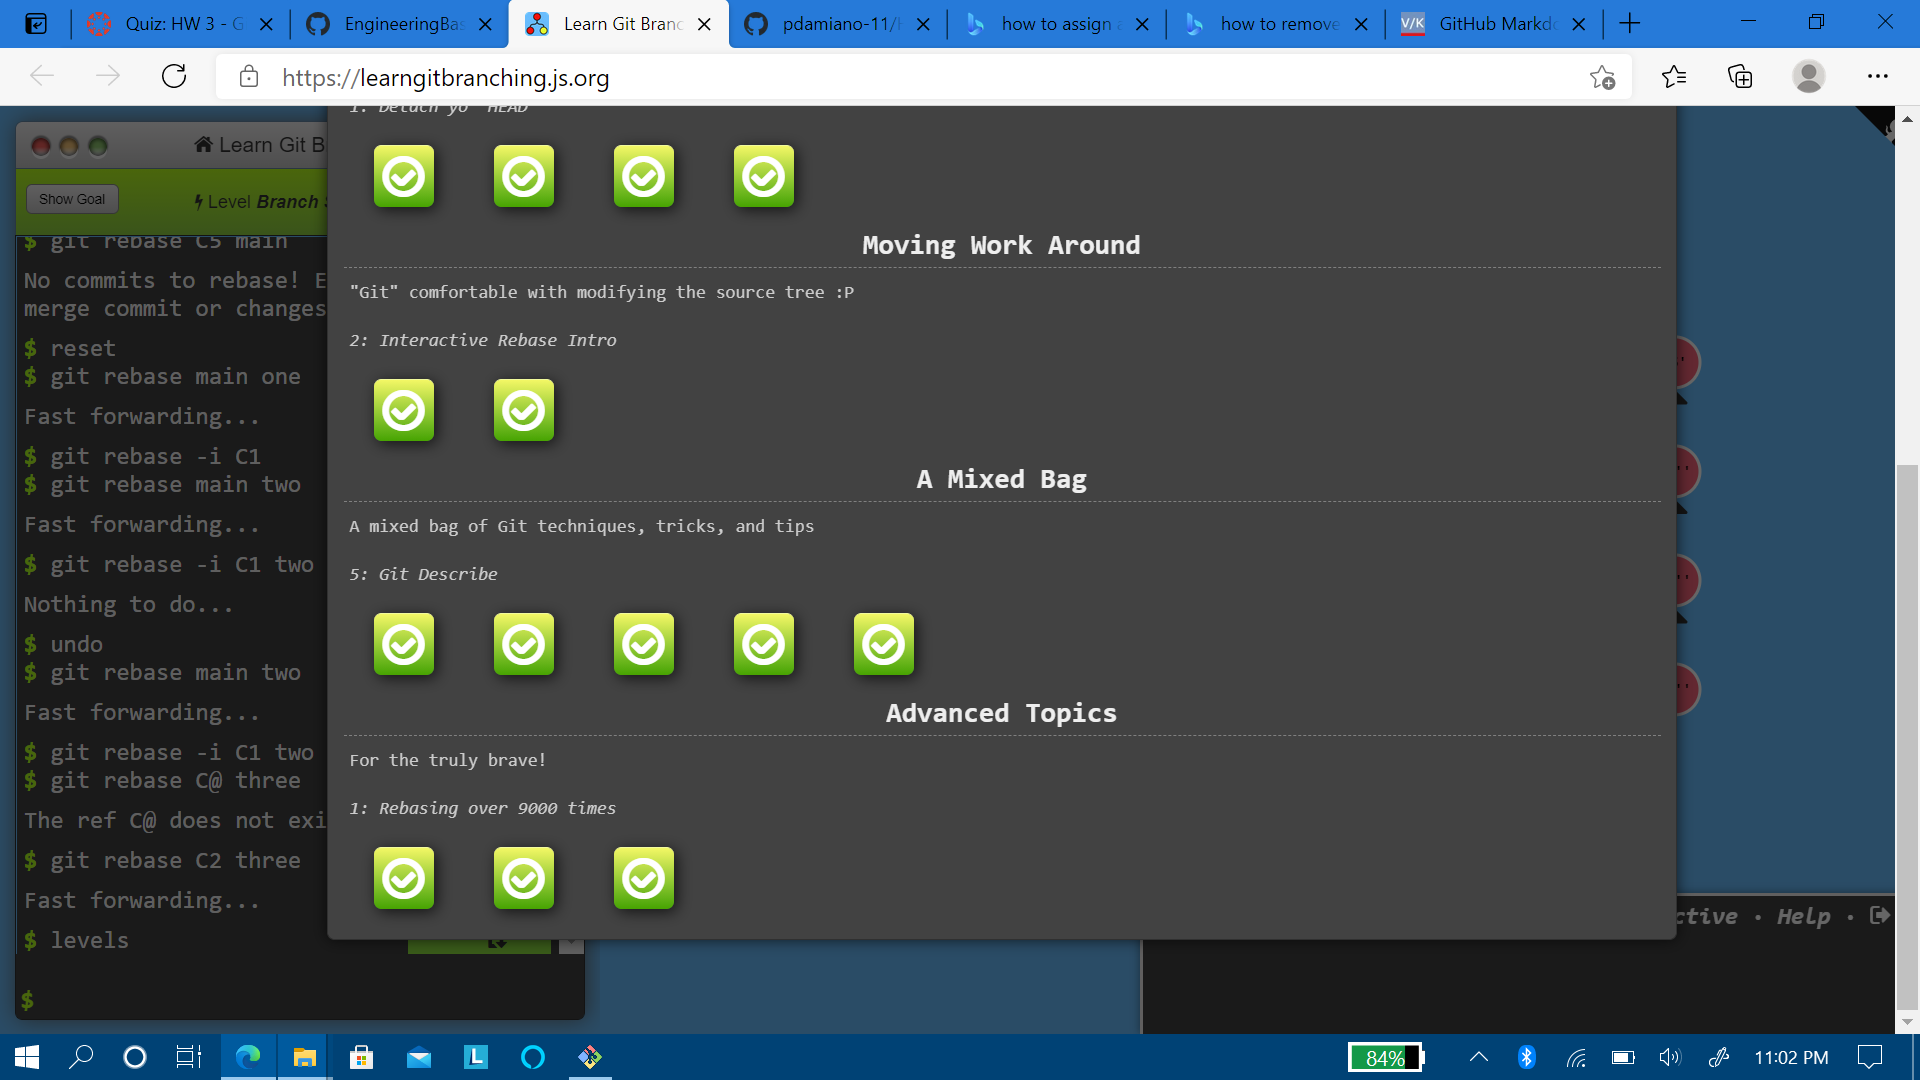 Quiz: HW 3 - G
EngineeringBas
Learn Git Branc
pdamiano-11/
how to assign
how to remove
V/K
GitHub Markdo
https://learngitbranching.js.org
Learn Git B
Show Goal
Level Branch
$ git rebase C5 main
No commits to rebase! E
merge commit or changes
$ reset
$ git rebase main one
Fast forwarding...
$ git rebase -i C1
$ git rebase main two
Fast forwarding...
$ git rebase -i C1 two
Nothing to do...
$ undo
$ git rebase main two
Fast forwarding...
$ git rebase -i C1 two
$ git rebase C@ three
The ref C@ does not exi
$ git rebase C2 three
Fast forwarding...
$ levels
$
1: Detach yo' HEAD
Moving Work Around
"Git" comfortable with modifying the source tree :P
2: Interactive Rebase Intro
A Mixed Bag
A mixed bag of Git techniques, tricks, and tips
5: Git Describe
Advanced Topics
For the truly brave!
1: Rebasing over 9000 times
ctive • Help •
L
84%
11:02 PM